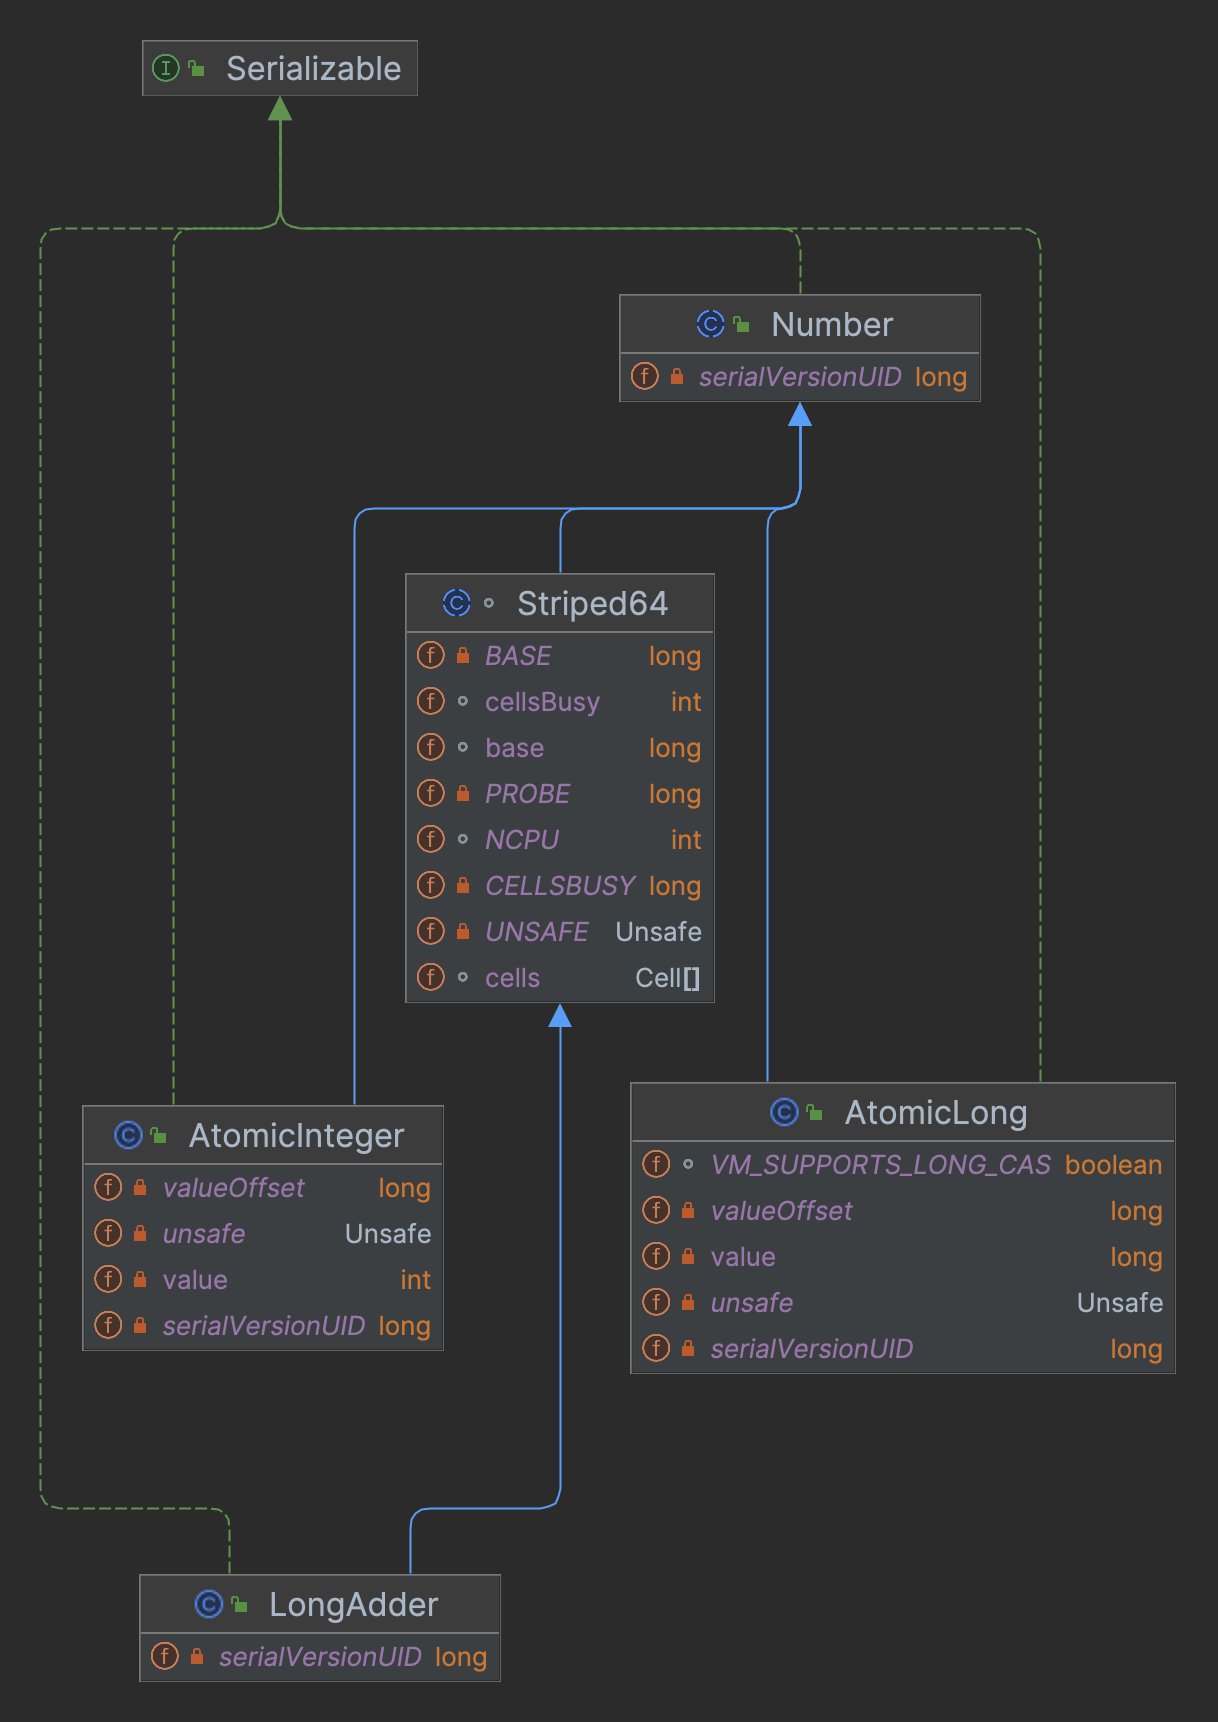 Serializable
Number
serialVersionUID long
Striped64
BASE long
cellsBusy int
base long
PROBE long
NCPU int
CELLSBUSY long
UNSAFE Unsafe
cells Cell[]
AtomicInteger
valueOffset long
unsafe Unsafe
value int
serialVersionUID long
AtomicLong
VM_SUPPORTS_LONG_CAS boolean
valueOffset long
value long
unsafe Unsafe
serialVersionUID long
LongAdder
serialVersionUID long